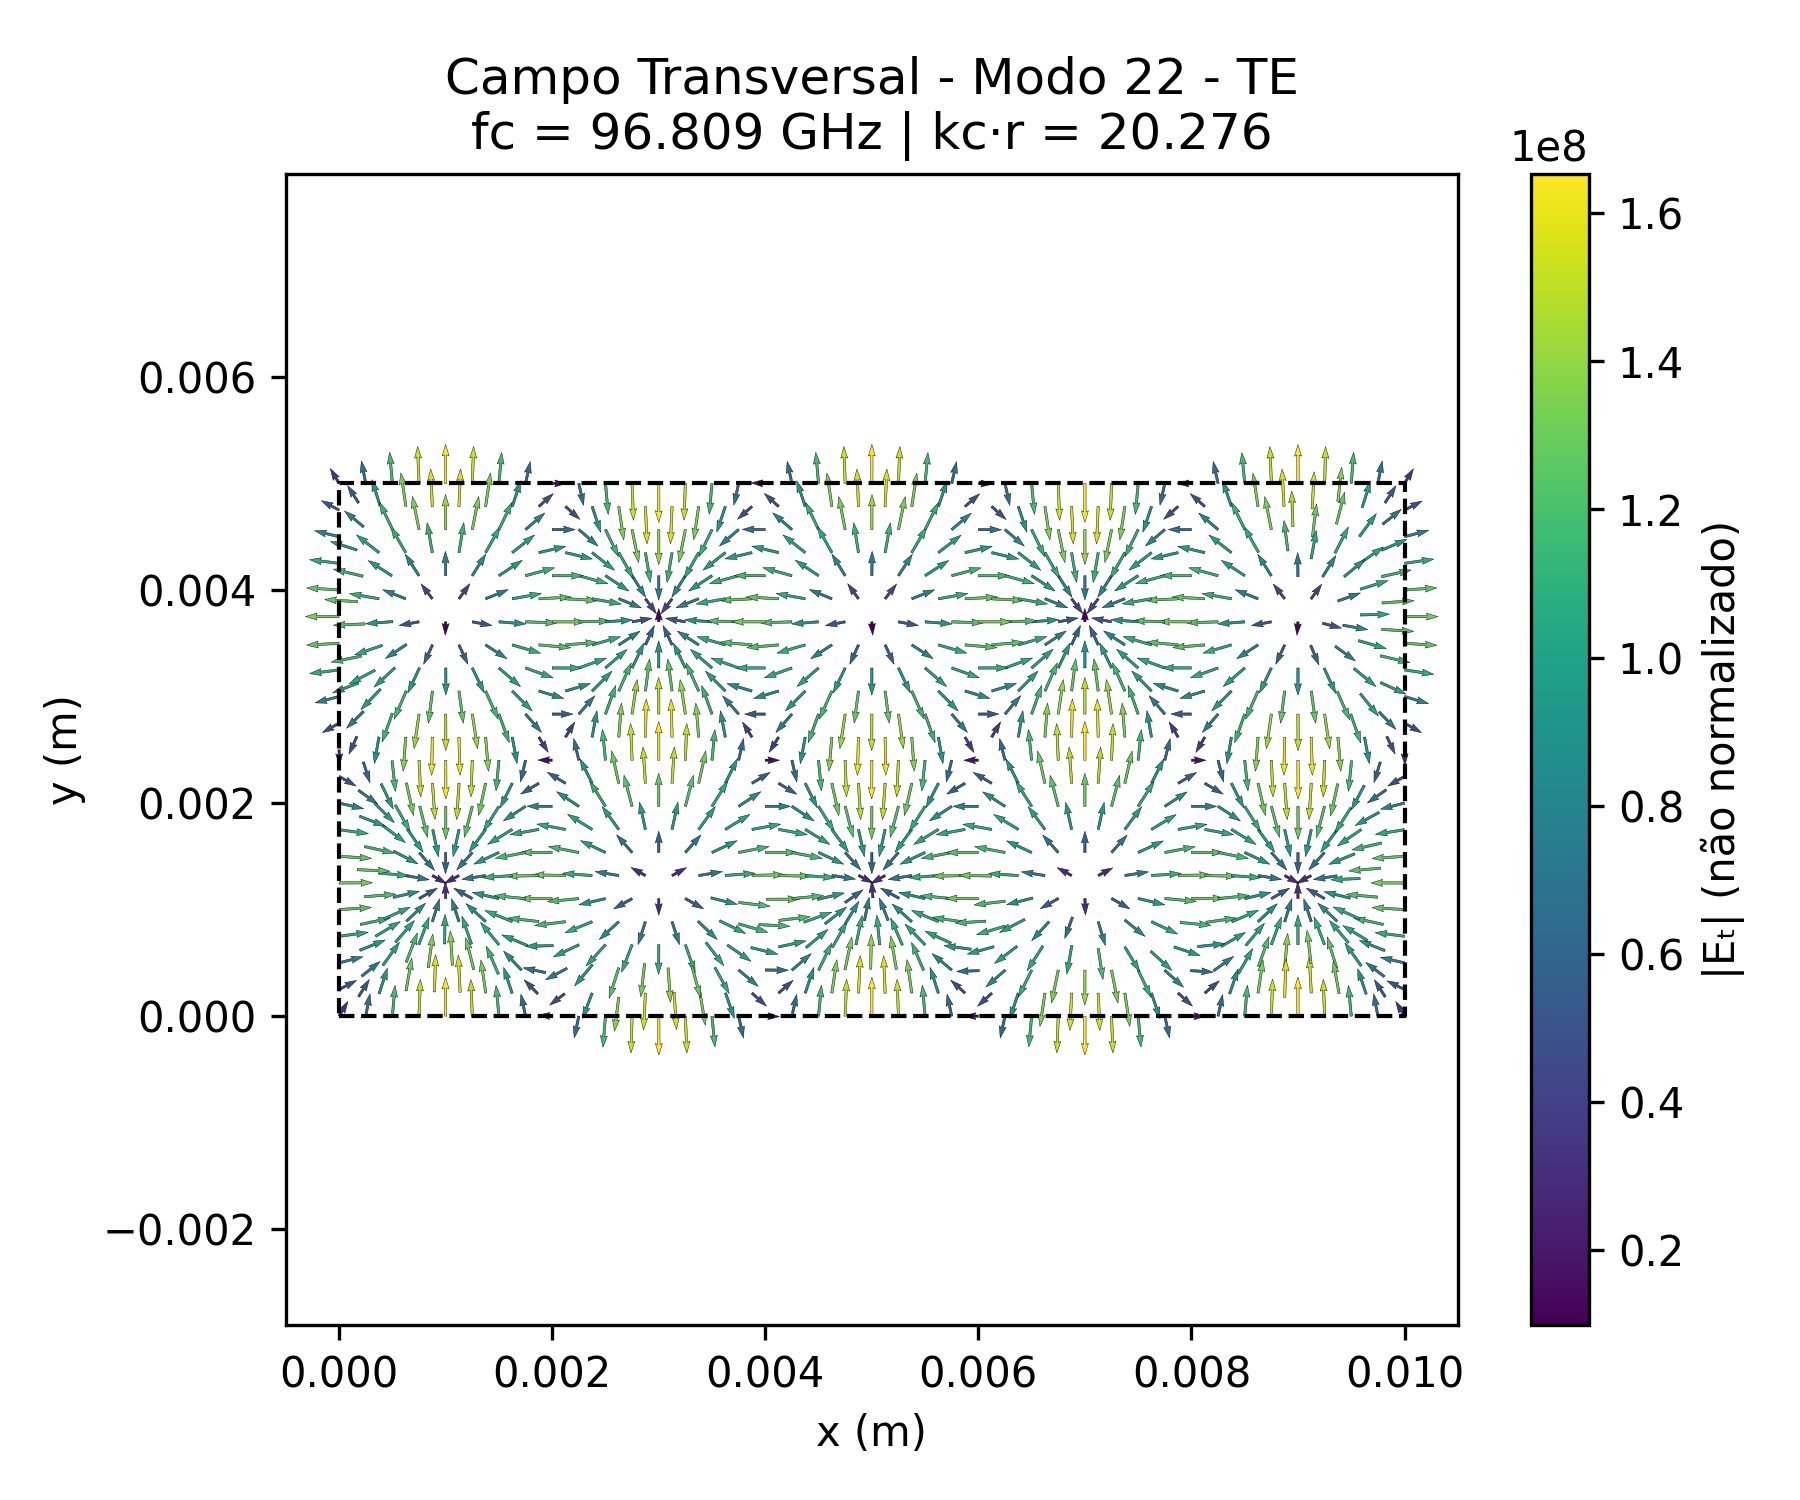 Campo Transversal - Modo 22 - TE
fc = 96.809 GHz | kc·r = 20.276
1e8
1.6
1.4
1.2
1.0
0.8
0.6
0.4
0.2
|Eₜ| (não normalizado)
0.006
0.004
0.002
0.000
−0.002
y (m)
0.000 0.002 0.004 0.006 0.008 0.010
x (m)